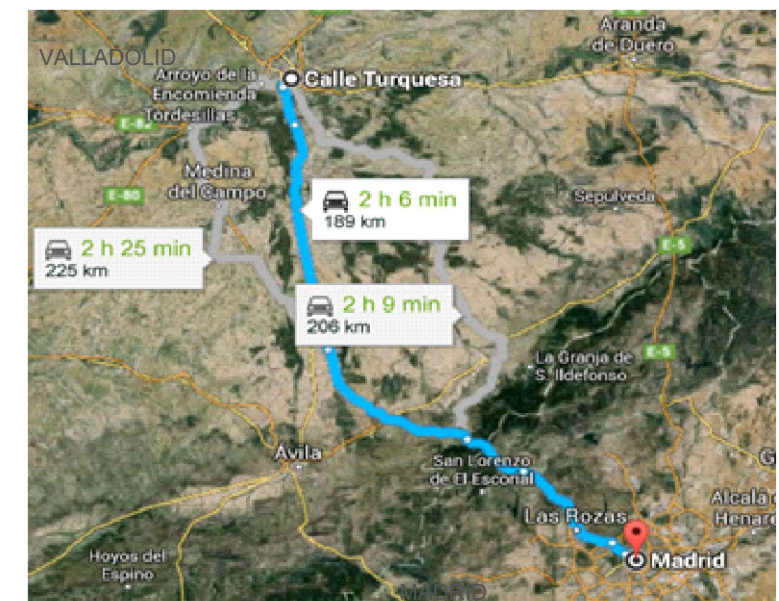 Aranda
de Duero
VALLADOLID
Arroyo de la
Encomienda
Calle Turquesa
Tordesillas
E-82
Medina
del Campo
E-80
2 h 6 min
189 km
Sepúlveda
E-5
2 h 25 min
225 km
2 h 9 min
206 km
La Granja de
S. Ildefonso
E-5
Avila
San Lorenzo
de El Escorial
Alcalá
Henare
Las Rozas
Hoyos del
Espino
Madrid
MADRID